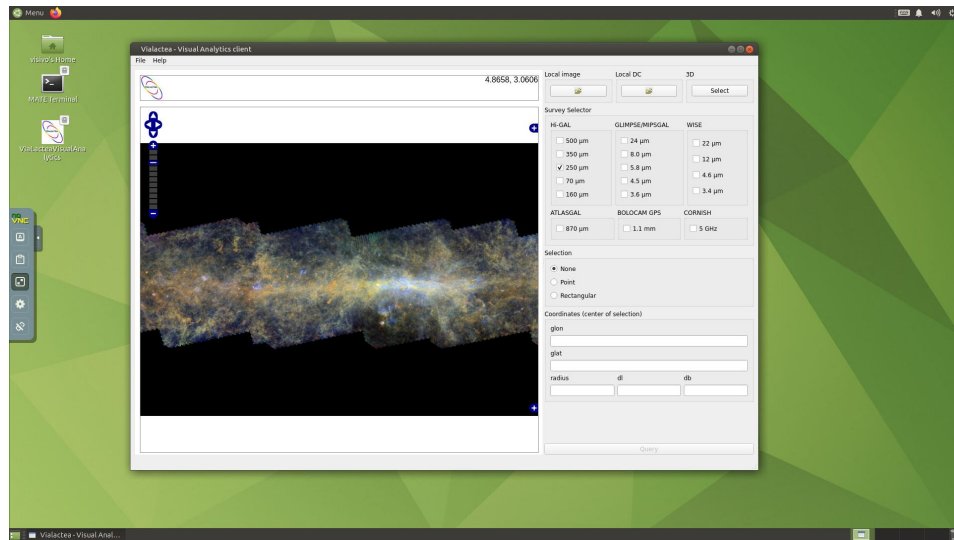 Menu
visivo's Home
MATE Terminal
ViaLacteaVisualAna
lytics
Vialactea - Visual Analytics client
File Help
4.8658, 3.0606
Local image Local DC 3D
Select
Survey Selector
Hi-GAL GLIMPSE/MIPSGAL WISE
500 μm 24 μm 22 μm
350 μm 8.0 μm 12 μm
250 μm 5.8 μm 4.6 μm
70 μm 4.5 μm 3.4 μm
160 μm 3.6 μm
ATLASGAL BOLOCAM GPS CORNISH
870 μm 1.1 mm 5 GHz
Selection
None
Point
Rectangular
Coordinates (center of selection)
glon
glat
radius dl db
Query
noVNC
A
Vialactea - Visual Anal...